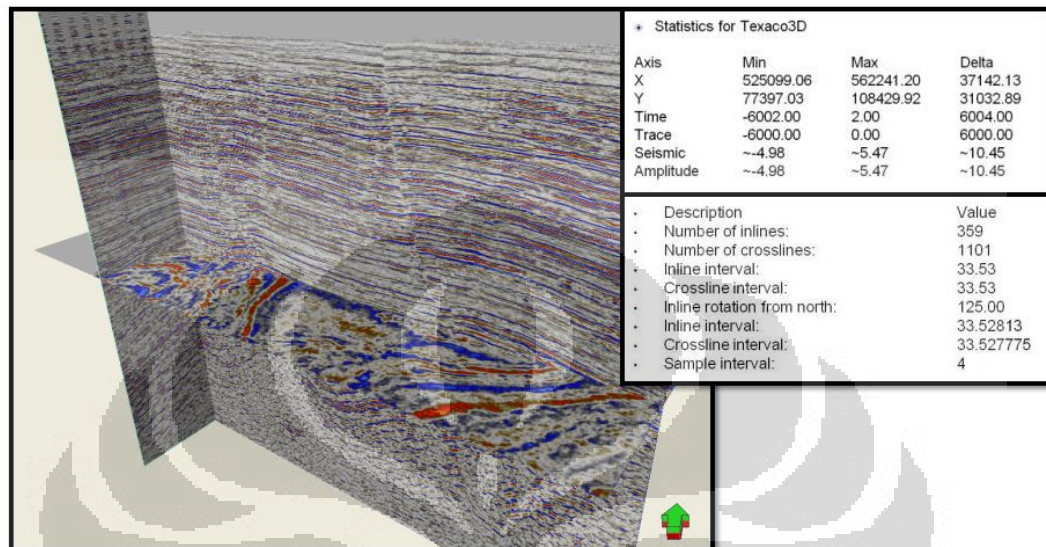 Statistics for Texaco3D
Axis Min Max Delta
X 525099.06 562241.20 37142.13
Y 77397.03 108429.92 31032.89
Time -6002.00 2.00 6004.00
Trace -6000.00 0.00 6000.00
Seismic ~-4.98 ~5.47 ~10.45
Amplitude ~-4.98 ~5.47 ~10.45
Description Value
Number of inlines: 359
Number of crosslines: 1101
Inline interval: 33.53
Crossline interval: 33.53
Inline rotation from north: 125.00
Inline interval: 33.52813
Crossline interval: 33.527775
Sample interval: 4